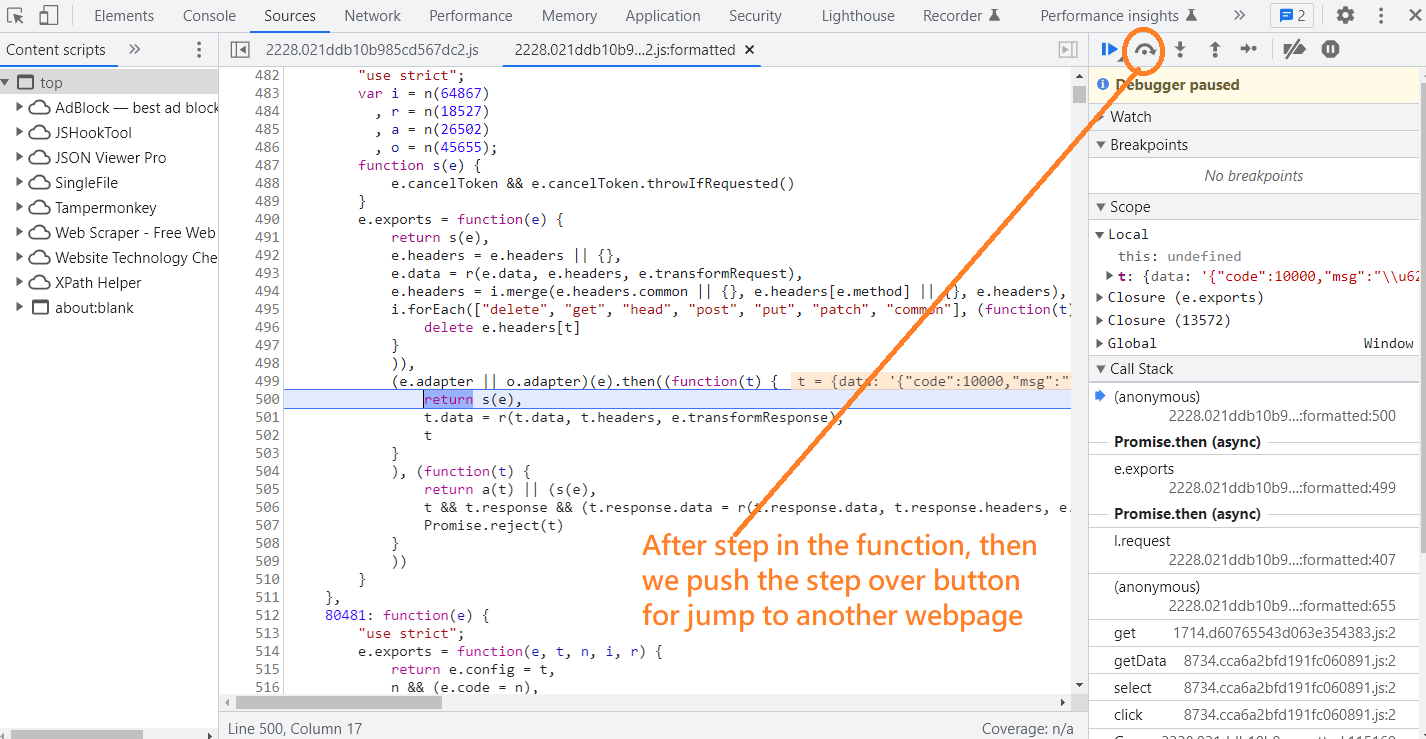 Elements Console Sources Network Performance Memory Application Security Lighthouse Recorder Performance insights » 2
Content scripts »
2228.021ddb10b985cd567dc2.js 2228.021ddb10b9...2.js:formatted ×
top
AdBlock — best ad block
JSHookTool
JSON Viewer Pro
SingleFile
Tampermonkey
Web Scraper - Free Web
Website Technology Che
XPath Helper
about:blank
482 "use strict";
483 var i = n(64867)
484 , r = n(18527)
485 , a = n(26502)
486 , o = n(45655);
487 function s(e) {
488 e.cancelToken && e.cancelToken.throwIfRequested()
489 }
490 e.exports = function(e) {
491 return s(e),
492 e.headers = e.headers || {},
493 e.data = r(e.data, e.headers, e.transformRequest),
494 e.headers = i.merge(e.headers.common || {}, e.headers[e.method] || {}, e.headers),
495 i.forEach(["delete", "get", "head", "post", "put", "patch", "common"], (function(t)
496 delete e.headers[t]
497 }
498 )),
499 (e.adapter || o.adapter)(e).then((function(t) { t = {data: '{"code":10000,"msg":"
500 return s(e),
501 t.data = r(t.data, t.headers, e.transformResponse),
502 t
503 }
504 ), (function(t) {
505 return a(t) || (s(e),
506 t && t.response && (t.response.data = r(t.response.data, t.response.headers, e.
507 Promise.reject(t)
508 }
509 ))
510 }
511 },
512 80481: function(e) {
513 "use strict";
514 e.exports = function(e, t, n, i, r) {
515 return e.config = t,
516 n && (e.code = n),
After step in the function, then
we push the step over button
for jump to another webpage
Line 500, Column 17
Coverage: n/a
Debugger paused
Watch
Breakpoints
No breakpoints
Scope
Local
this: undefined
t: {data: '{"code":10000,"msg":"\\u62
Closure (e.exports)
Closure (13572)
Global Window
Call Stack
(anonymous)
2228.021ddb10b9...:formatted:500
Promise.then (async)
e.exports
2228.021ddb10b9...:formatted:499
Promise.then (async)
l.request
2228.021ddb10b9...:formatted:407
(anonymous)
2228.021ddb10b9...:formatted:655
get 1714.d60765543d063e354383.js:2
getData 8734.cca6a2bfd191fc060891.js:2
select 8734.cca6a2bfd191fc060891.js:2
click 8734.cca6a2bfd191fc060891.js:2